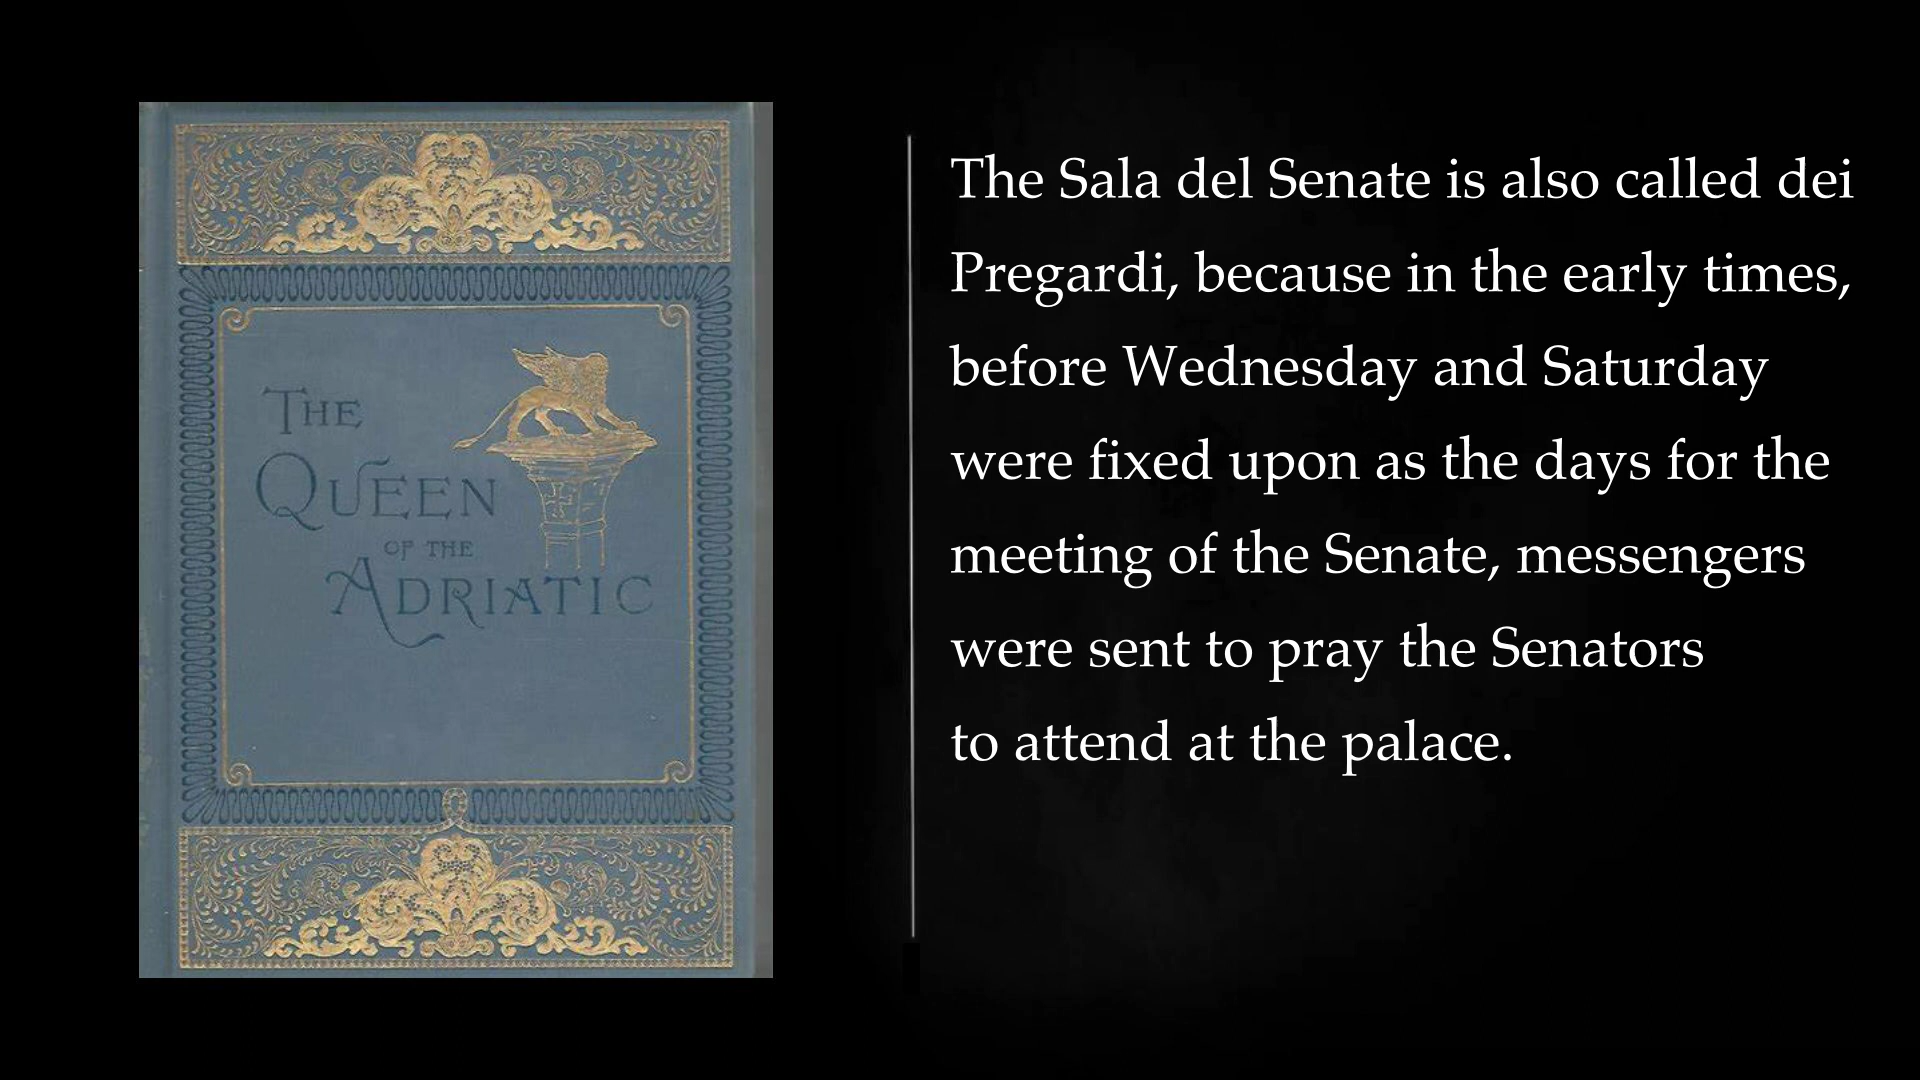 THE
QUEEN
OF THE
ADRIATIC
The Sala del Senate is also called dei
Pregardi, because in the early times,
before Wednesday and Saturday
were fixed upon as the days for the
meeting of the Senate, messengers
were sent to pray the Senators
to attend at the palace.